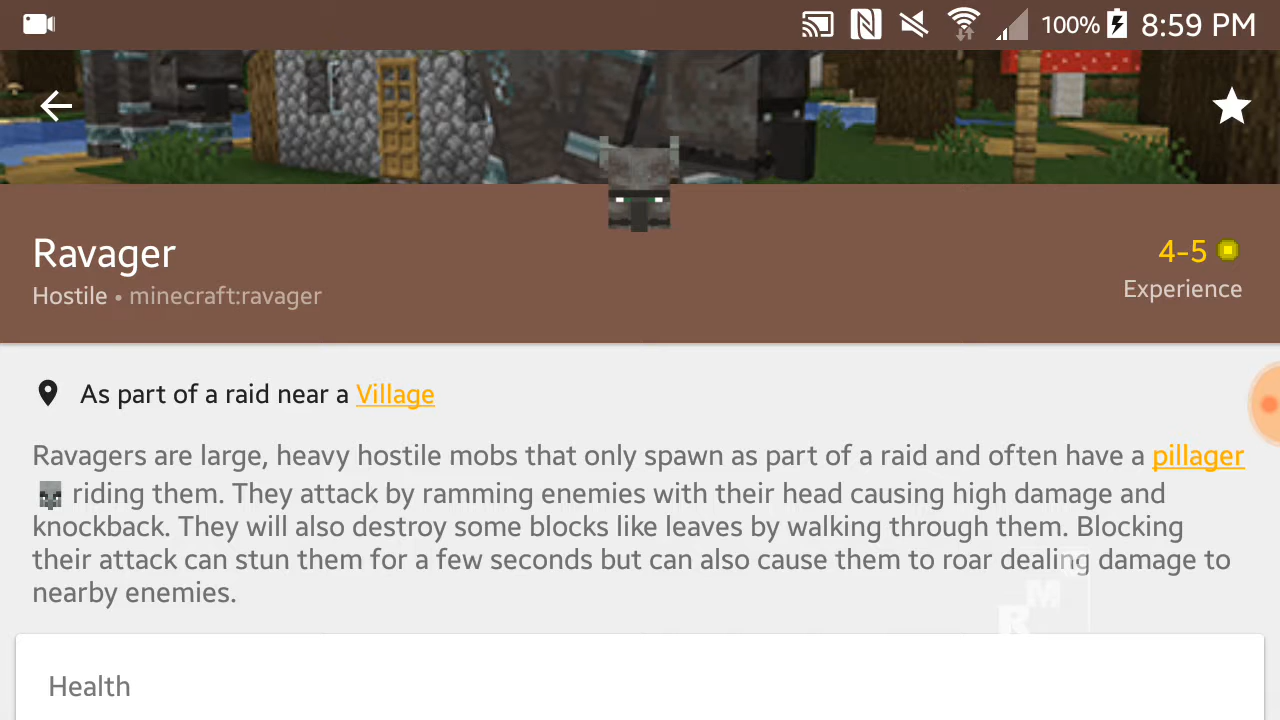 100% 8:59 PM
Ravager
4-5
Hostile • minecraft:ravager
Experience
As part of a raid near a Village
Ravagers are large, heavy hostile mobs that only spawn as part of a raid and often have a pillager
riding them. They attack by ramming enemies with their head causing high damage and
knockback. They will also destroy some blocks like leaves by walking through them. Blocking
their attack can stun them for a few seconds but can also cause them to roar dealing damage to
nearby enemies.
R M
Health